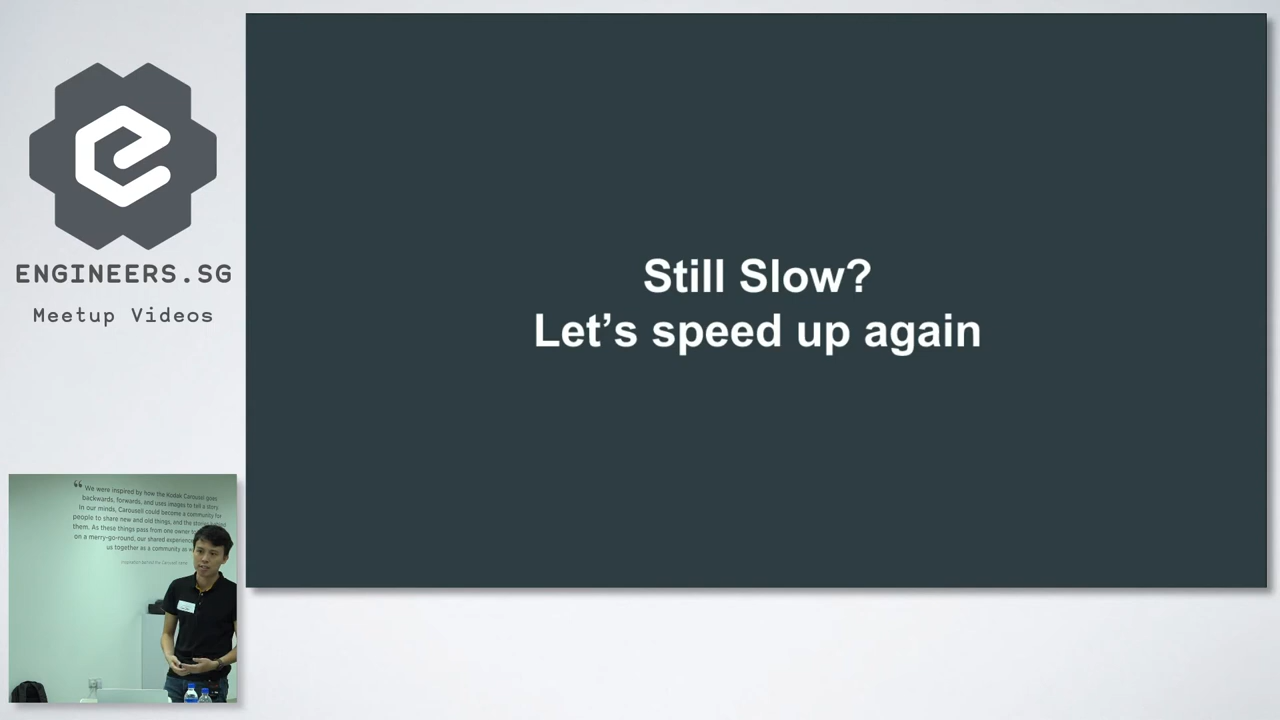 ENGINEERS.SG
Meetup Videos
Still Slow?
Let’s speed up again
“ We were inspired by how the Kodak Carousel goes
backwards, forwards, and uses images to tell a story.
In our minds, Carousell could become a community for
people to share new and old things, and the stories behind
them. As these things pass from one owner to
on a merry-go-round, our shared experience
us together as a community as